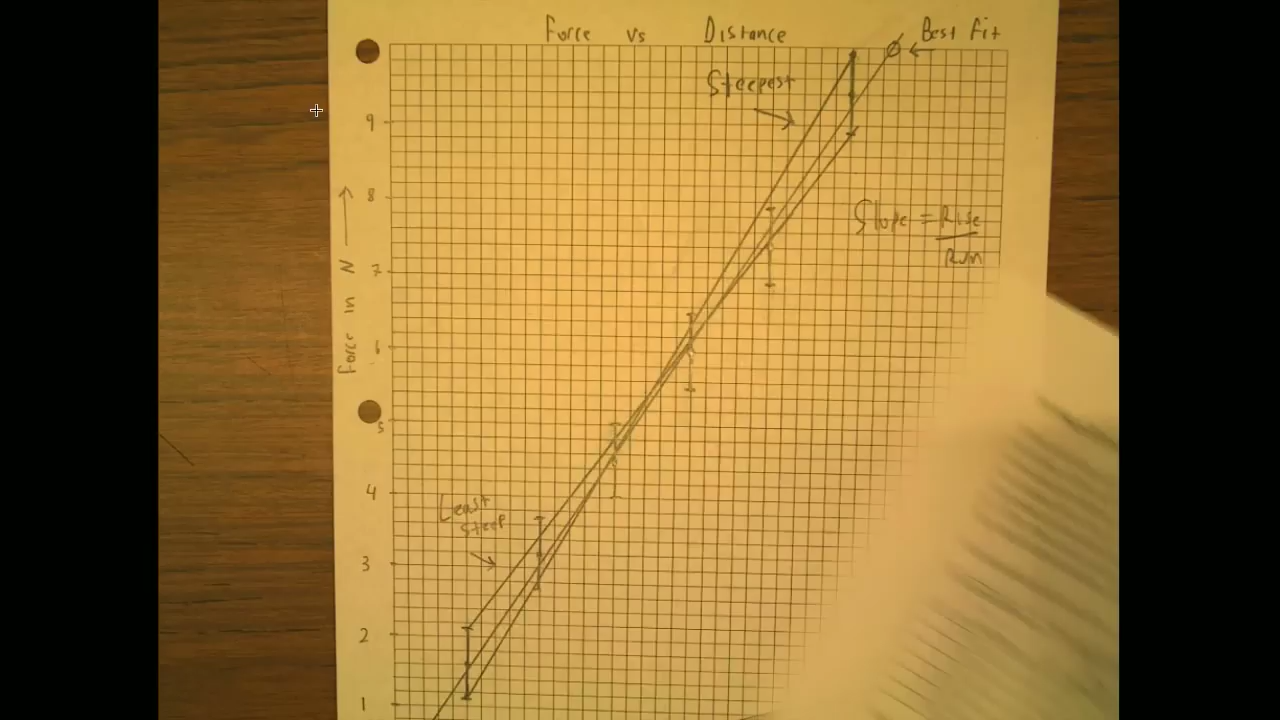 Force vs Distance
Best Fit
Steepest
9
8
Slope = Rise
Run
7
Force in N
6
5
4
Least
steep
3
2
1